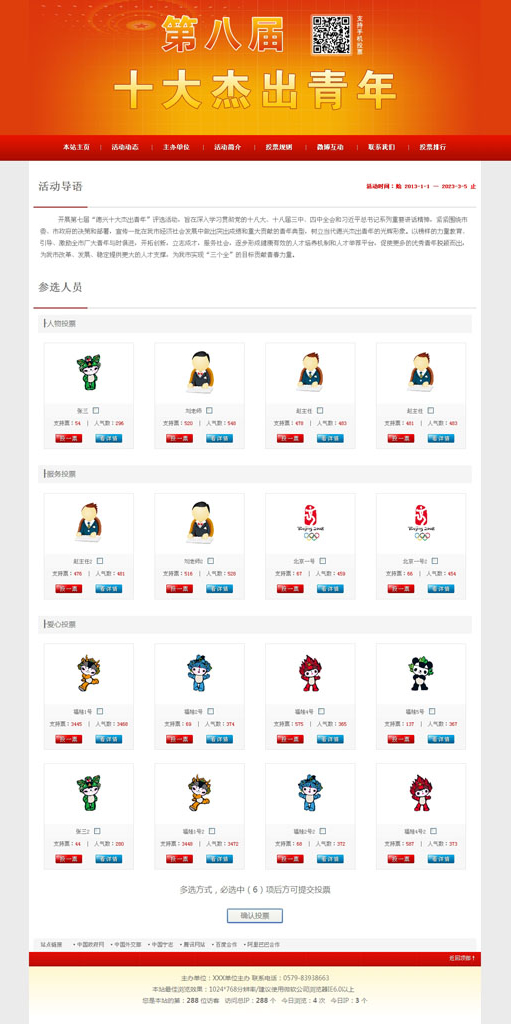 第八届
支持手机投票
十大杰出青年
本站主页 | 活动动态 | 主办单位 | 活动简介 | 投票规则 | 微博互动 | 联系我们 | 投票排行
活动导语
活动时间：始 2013-1-1 — 2023-3-5 止
开展第七届“德兴十大杰出青年”评选活动，旨在深入学习贯彻党的十八大、十八届三中、四中全会和习近平总书记系列重要讲话精神，紧紧围绕市
委、市政府的决策和部署，宣传一批在我市经济社会发展中做出突出成绩和重大贡献的青年典型，树立当代德兴杰出青年的光辉形象。以榜样的力量教育、
引导、激励全市广大青年与时俱进，开拓创新，立志成才，服务社会，逐步形成健康有效的人才培养机制和人才举荐平台，促使更多的优秀青年脱颖而出，
为我市改革、发展、稳定提供更大的人才支撑，为我市实现“三个全”的目标贡献青春力量。
参选人员
人物投票
张三 刘老师 赵主任 赵主任
支持票：54 | 人气数：296 支持票：520 | 人气数：548 支持票：478 | 人气数：483 支持票：481 | 人气数：483
投一票 看详情 投一票 看详情 投一票 看详情 投一票 看详情
服务投票
赵主任2 刘老师2 北京一号 北京一号2
支持票：476 | 人气数：481 支持票：516 | 人气数：528 支持票：67 | 人气数：459 支持票：66 | 人气数：454
投一票 看详情 投一票 看详情 投一票 看详情 投一票 看详情
爱心投票
福娃1号 福娃2号 福娃4号 福娃5号
支持票：3445 | 人气数：3468 支持票：68 | 人气数：374 支持票：575 | 人气数：365 支持票：137 | 人气数：367
投一票 看详情 投一票 看详情 投一票 看详情 投一票 看详情
张三2 福娃1号2 福娃2号2 福娃4号2
支持票：44 | 人气数：290 支持票：3449 | 人气数：3472 支持票：68 | 人气数：372 支持票：587 | 人气数：373
投一票 看详情 投一票 看详情 投一票 看详情 投一票 看详情
多选方式，必选中（6）项后方可提交投票
确认投票
站点链接 • 中国政府网 • 中国外交部 • 中国宁志 • 腾讯网站 • 百度合作 • 阿里巴巴合作
返回顶部↑
主办单位：XXX单位主办 联系电话：0579-83938663
本站最佳浏览效果：1024*768分辨率/建议使用微软公司浏览器IE6.0以上
您是本站的第：288 位访客 访问总IP：288 个 今日浏览：4 次 今日IP：3 个